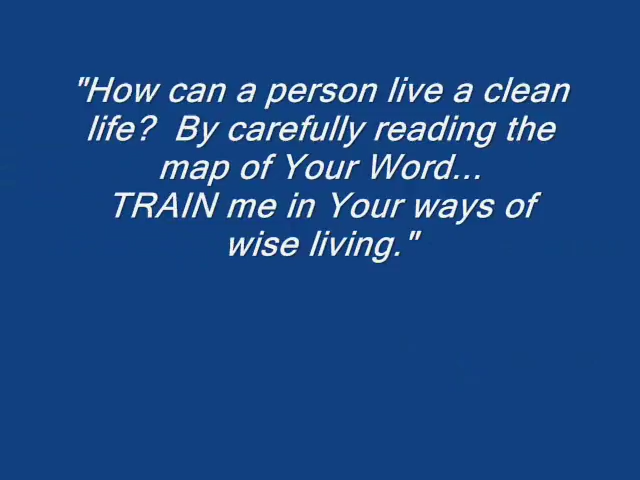 "How can a person live a clean
life?  By carefully reading the
map of Your Word...
TRAIN me in Your ways of
wise living."